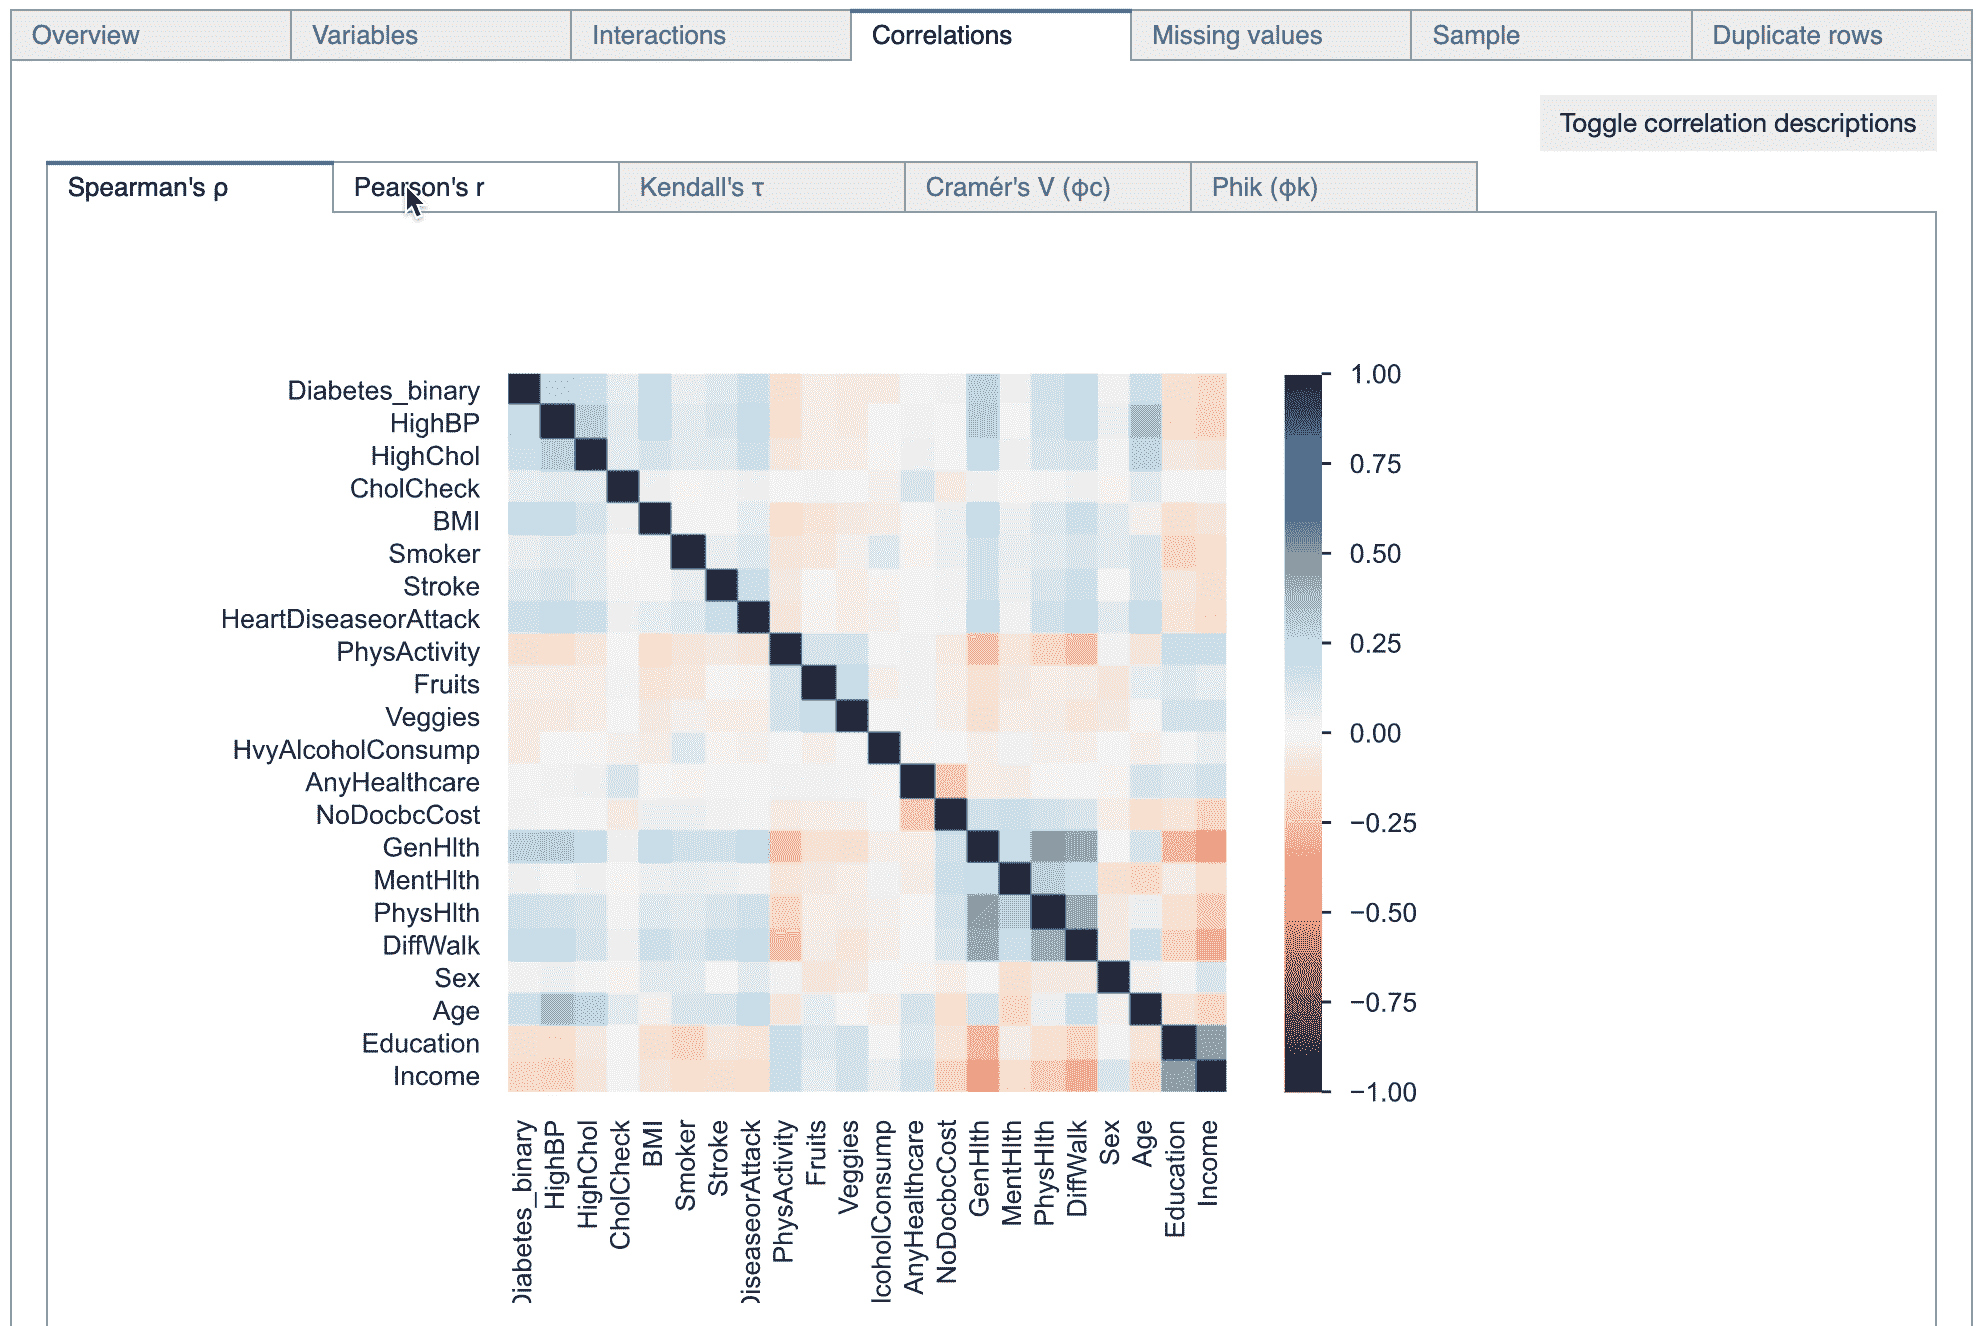 Overview
Variables
Interactions
Correlations
Missing values
Sample
Duplicate rows
Toggle correlation descriptions
Spearman's ρ
Pearson's r
Kendall's τ
Cramér's V (φc)
Phik (φk)
Diabetes_binary
HighBP
HighChol
CholCheck
BMI
Smoker
Stroke
HeartDiseaseorAttack
PhysActivity
Fruits
Veggies
HvyAlcoholConsump
AnyHealthcare
NoDocbcCost
GenHlth
MentHlth
PhysHlth
DiffWalk
Sex
Age
Education
Income
1.00
0.75
0.50
0.25
0.00
−0.25
−0.50
−0.75
−1.00
Diabetes_binary
HighBP
HighChol
CholCheck
BMI
Smoker
Stroke
DiseaseorAttack
PhysActivity
Fruits
Veggies
lcoholConsump
AnyHealthcare
NoDocbcCost
GenHlth
MentHlth
PhysHlth
DiffWalk
Sex
Age
Education
Income